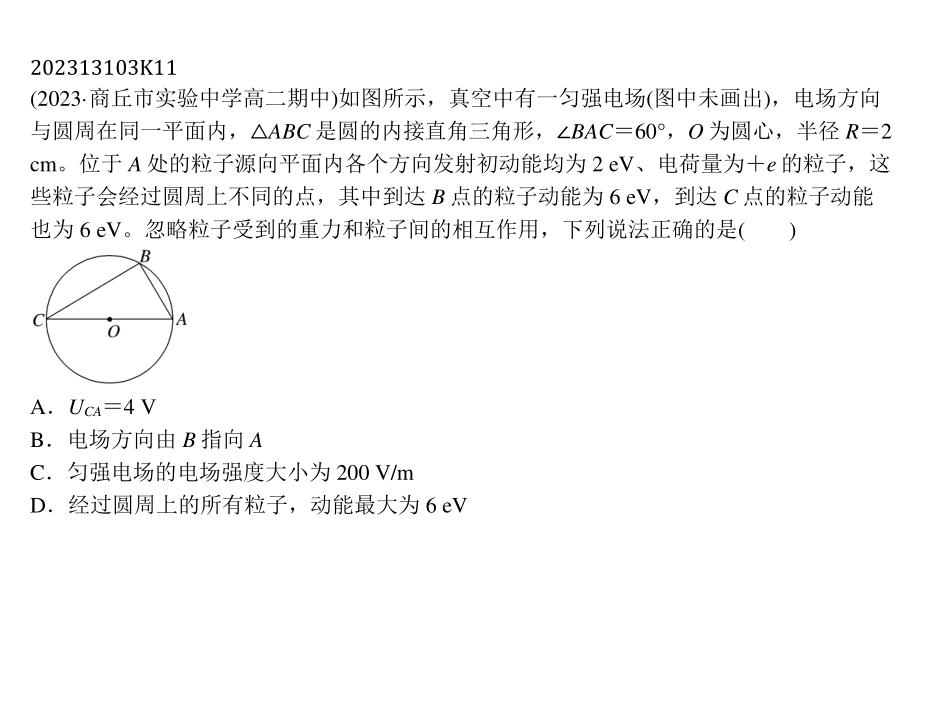 202313103K11
(2023·商丘市实验中学高二期中)如图所示，真空中有一匀强电场(图中未画出)，电场方向
与圆周在同一平面内，△ABC 是圆的内接直角三角形，∠BAC＝60°，O 为圆心，半径 R＝2
cm。位于 A 处的粒子源向平面内各个方向发射初动能均为 2 eV、电荷量为＋e 的粒子，这
些粒子会经过圆周上不同的点，其中到达 B 点的粒子动能为 6 eV，到达 C 点的粒子动能
也为 6 eV。忽略粒子受到的重力和粒子间的相互作用，下列说法正确的是(　　)
B
C
A
O
A．U_{CA}＝4 V
B．电场方向由 B 指向 A
C．匀强电场的电场强度大小为 200 V/m
D．经过圆周上的所有粒子，动能最大为 6 eV